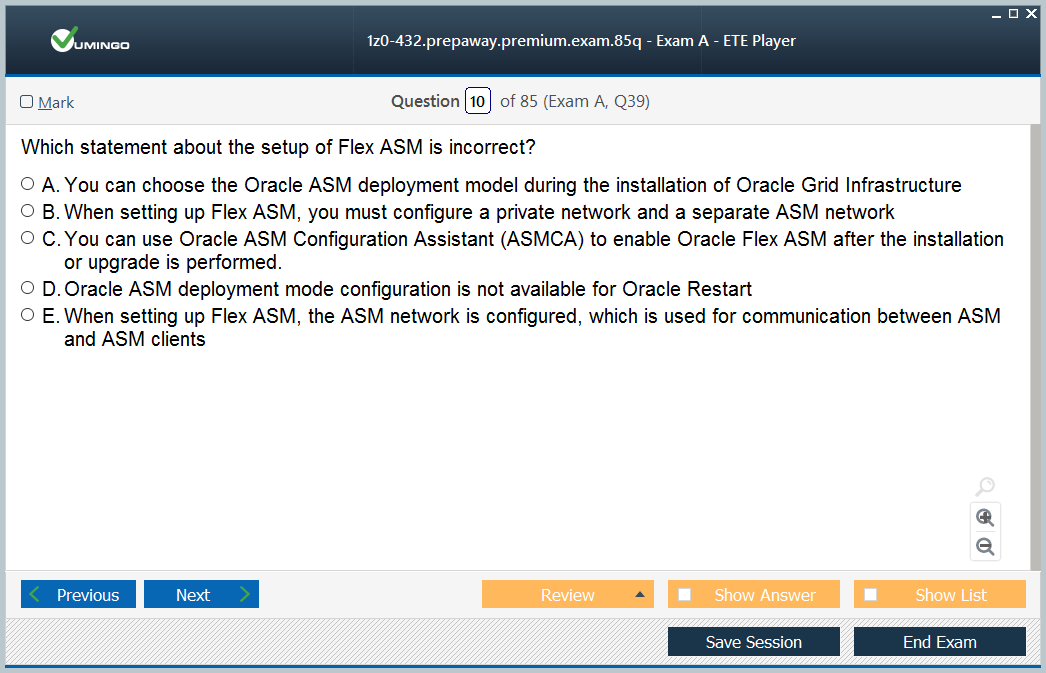 VUMINGO
1z0-432.prepaway.premium.exam.85q - Exam A - ETE Player
Mark
Question 10 of 85 (Exam A, Q39)
Which statement about the setup of Flex ASM is incorrect?
A. You can choose the Oracle ASM deployment model during the installation of Oracle Grid Infrastructure
B. When setting up Flex ASM, you must configure a private network and a separate ASM network
C. You can use Oracle ASM Configuration Assistant (ASMCA) to enable Oracle Flex ASM after the installation
or upgrade is performed.
D. Oracle ASM deployment mode configuration is not available for Oracle Restart
E. When setting up Flex ASM, the ASM network is configured, which is used for communication between ASM
and ASM clients
Previous
Next
Review
Show Answer
Show List
Save Session
End Exam